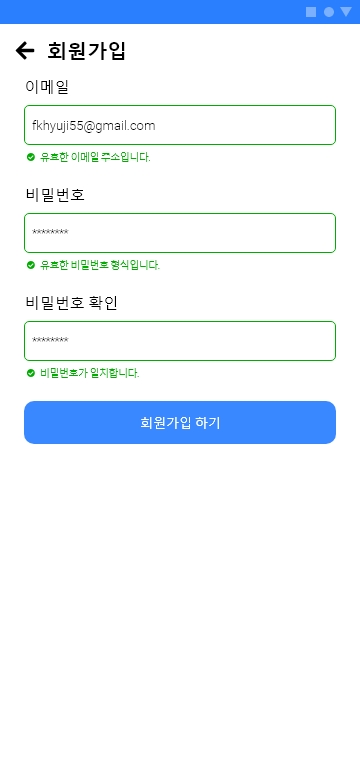 회원가입
이메일
fkhyuji55@gmail.com
유효한 이메일 주소입니다.
비밀번호
********
유효한 비밀번호 형식입니다.
비밀번호 확인
********
비밀번호가 일치합니다.
회원가입 하기